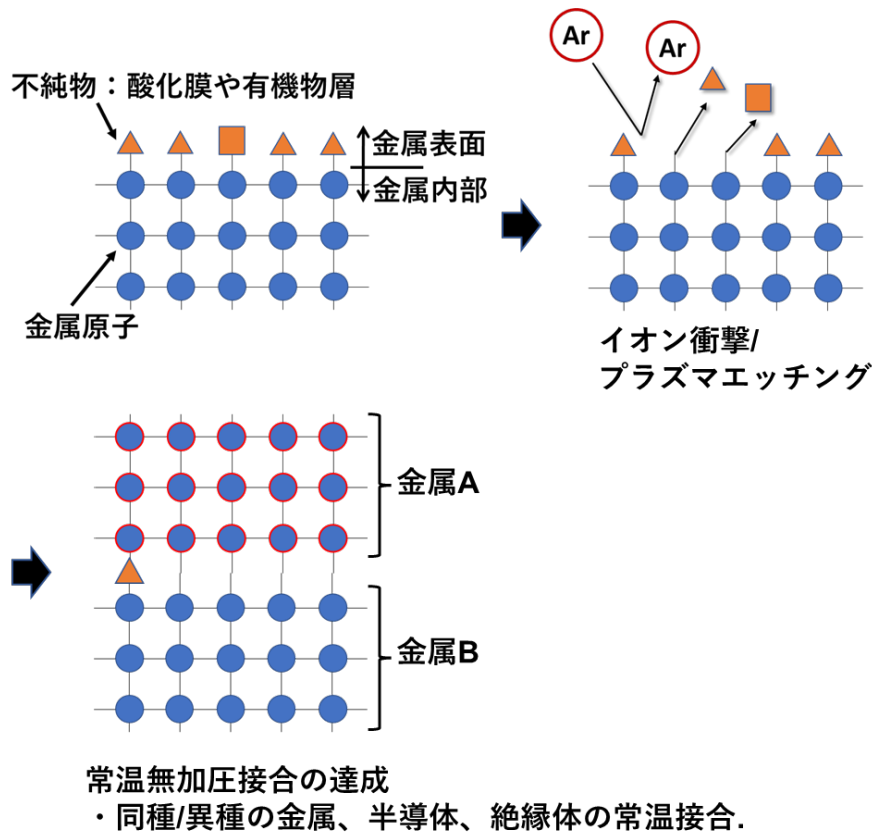 Ar
Ar
不純物：酸化膜や有機物層
金属表面
金属内部
金属原子
イオン衝撃/
プラズマエッチング
金属A
金属B
常温無加圧接合の達成
・同種/異種の金属、半導体、絶縁体の常温接合.